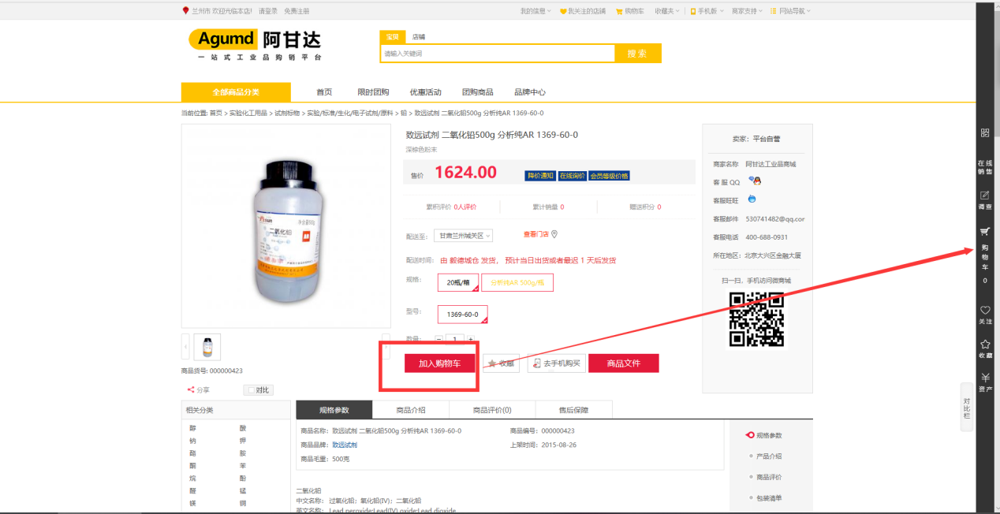 兰州市 欢迎光临本店! 请登录 免费注册
我的信息 我关注的店铺 购物车 收藏夹 手机版 商家支持 网站导航
Agumd 阿甘达
一站式工业品购销平台
宝贝 店铺
请输入关键词 搜索
全部商品分类 首页 限时团购 优惠活动 团购商品 品牌中心
当前位置: 首页 > 实验化工用品 > 试剂标物 > 实验/标准/生化/电子试剂/原料 > 铅 > 致远试剂 二氧化铅500g 分析纯AR 1369-60-0
致远试剂 二氧化铅500g 分析纯AR 1369-60-0
深棕色粉末
售价 1624.00 降价通知 在线询价 会员等级价格
累积评价 0人评价 累计销量 0 赠送积分 0
配送至: 甘肃兰州城关区 查看门店
配送时间: 由 毅德城仓 发货, 预计当日出货或者最迟 1 天后发货
规格: 20瓶/箱 分析纯AR 500g/瓶
型号: 1369-60-0
数量: − 1 +
加入购物车 收藏 去手机购买 商品文件
二氧化铅
AR
商品货号: 000000423
分享 对比
卖家: 平台自营
商家名称 阿甘达工业品商城
客 服 QQ
客服旺旺
客服邮件 530741482@qq.cor
客服电话 400-688-0931
所在地区: 北京大兴区金融大厦
扫一扫, 手机访问微商城
在线销售
调查
购物车
0
关注
收藏
资产
对比栏
相关分类
醇 酸
钠 钾
酯 胺
酮 苯
烷 酚
醛 锰
镁 铜
规格参数 商品介绍 商品评价(0) 售后保障
商品名称: 致远试剂 二氧化铅500g 分析纯AR 1369-60-0 商品编号: 000000423
商品品牌: 致远试剂 上架时间: 2015-08-26
商品毛重: 500克
二氧化铅
中文名称: 过氧化铅; 氧化铅(IV); 二氧化铅
英文名称: Lead peroxide;Lead(IV) oxide;Lead dioxide
规格参数
产品介绍
商品评价
包装清单